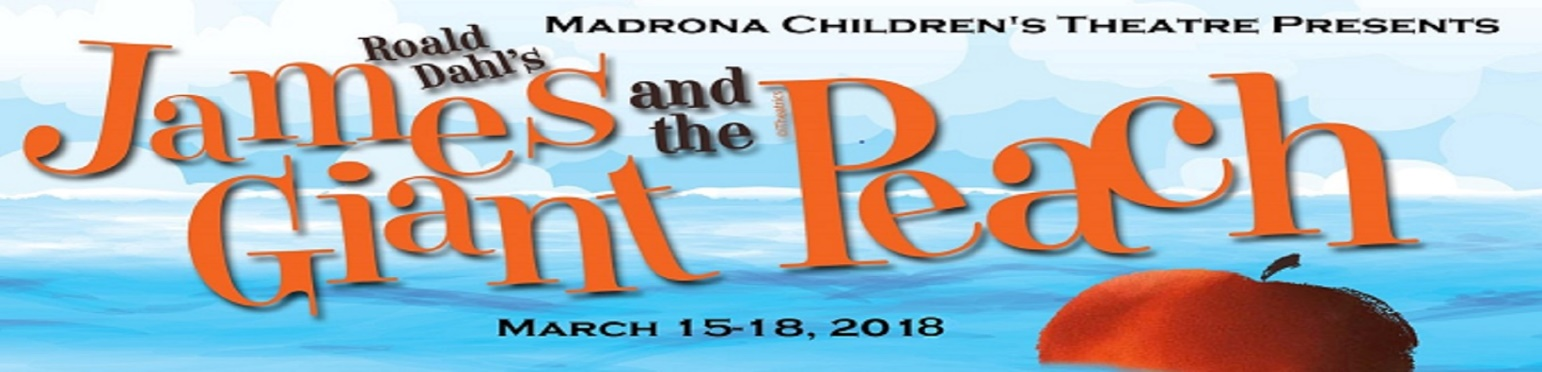 MADRONA CHILDREN'S THEATRE PRESENTS
Roald
Dahl's
James and the Peach
Giant
MARCH 15-18, 2018